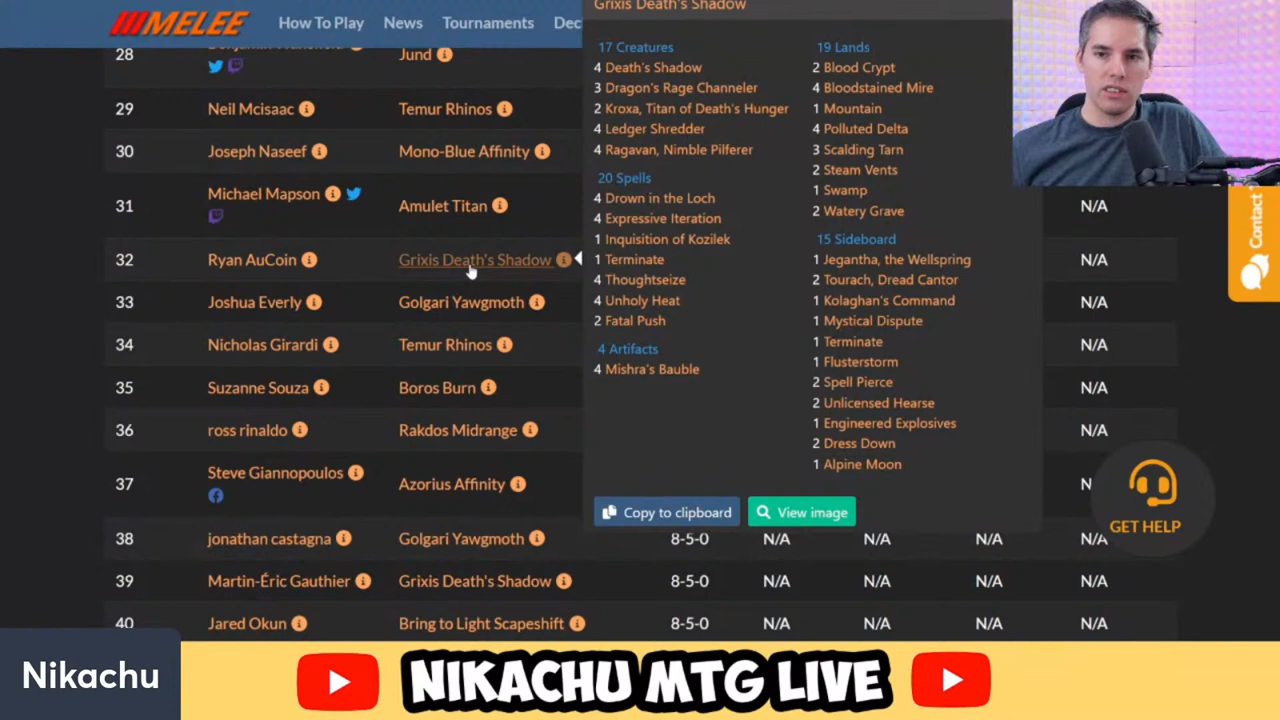 MELEE
How To Play
News
Tournaments
Dec
28
Jund
29
Neil Mcisaac
Temur Rhinos
30
Joseph Naseef
Mono-Blue Affinity
31
Michael Mapson
Amulet Titan
N/A
32
Ryan AuCoin
Grixis Death's Shadow
N/A
33
Joshua Everly
Golgari Yawgmoth
N/A
34
Nicholas Girardi
Temur Rhinos
N/A
35
Suzanne Souza
Boros Burn
N/A
36
ross rinaldo
Rakdos Midrange
N/A
37
Steve Giannopoulos
Azorius Affinity
38
jonathan castagna
Golgari Yawgmoth
8-5-0
N/A
N/A
N/A
N/A
39
Martin-Éric Gauthier
Grixis Death's Shadow
8-5-0
N/A
N/A
N/A
N/A
40
Jared Okun
Bring to Light Scapeshift
8-5-0
N/A
N/A
N/A
N/A
Grixis Death's Shadow
17 Creatures
4 Death's Shadow
3 Dragon's Rage Channeler
2 Kroxa, Titan of Death's Hunger
4 Ledger Shredder
4 Ragavan, Nimble Pilferer
20 Spells
4 Drown in the Loch
4 Expressive Iteration
1 Inquisition of Kozilek
1 Terminate
4 Thoughtseize
4 Unholy Heat
2 Fatal Push
4 Artifacts
4 Mishra's Bauble
19 Lands
2 Blood Crypt
4 Bloodstained Mire
1 Mountain
4 Polluted Delta
3 Scalding Tarn
2 Steam Vents
1 Swamp
2 Watery Grave
15 Sideboard
1 Jegantha, the Wellspring
2 Tourach, Dread Cantor
1 Kolaghan's Command
1 Mystical Dispute
1 Terminate
1 Flusterstorm
2 Spell Pierce
2 Unlicensed Hearse
1 Engineered Explosives
2 Dress Down
1 Alpine Moon
Copy to clipboard
View image
Contact
GET HELP
Nikachu
NIKACHU MTG LIVE